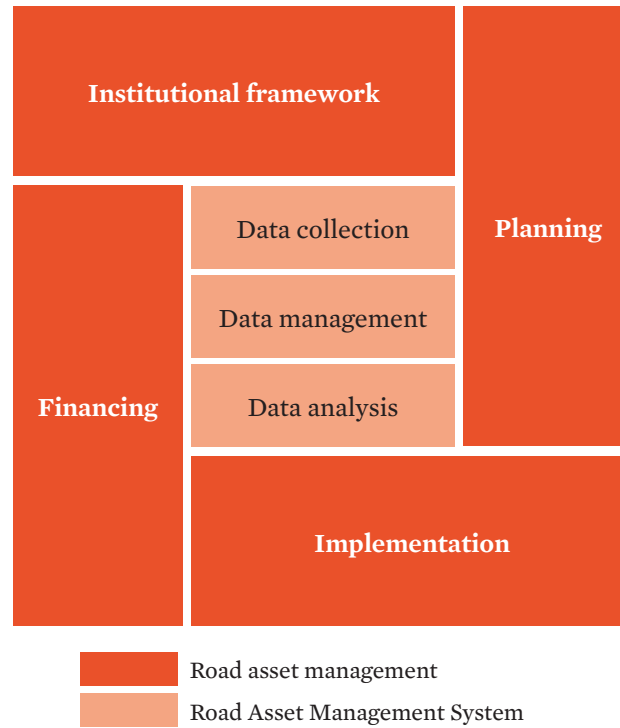 Institutional framework
Planning
Data collection
Data management
Data analysis
Financing
Implementation
Road asset management
Road Asset Management System